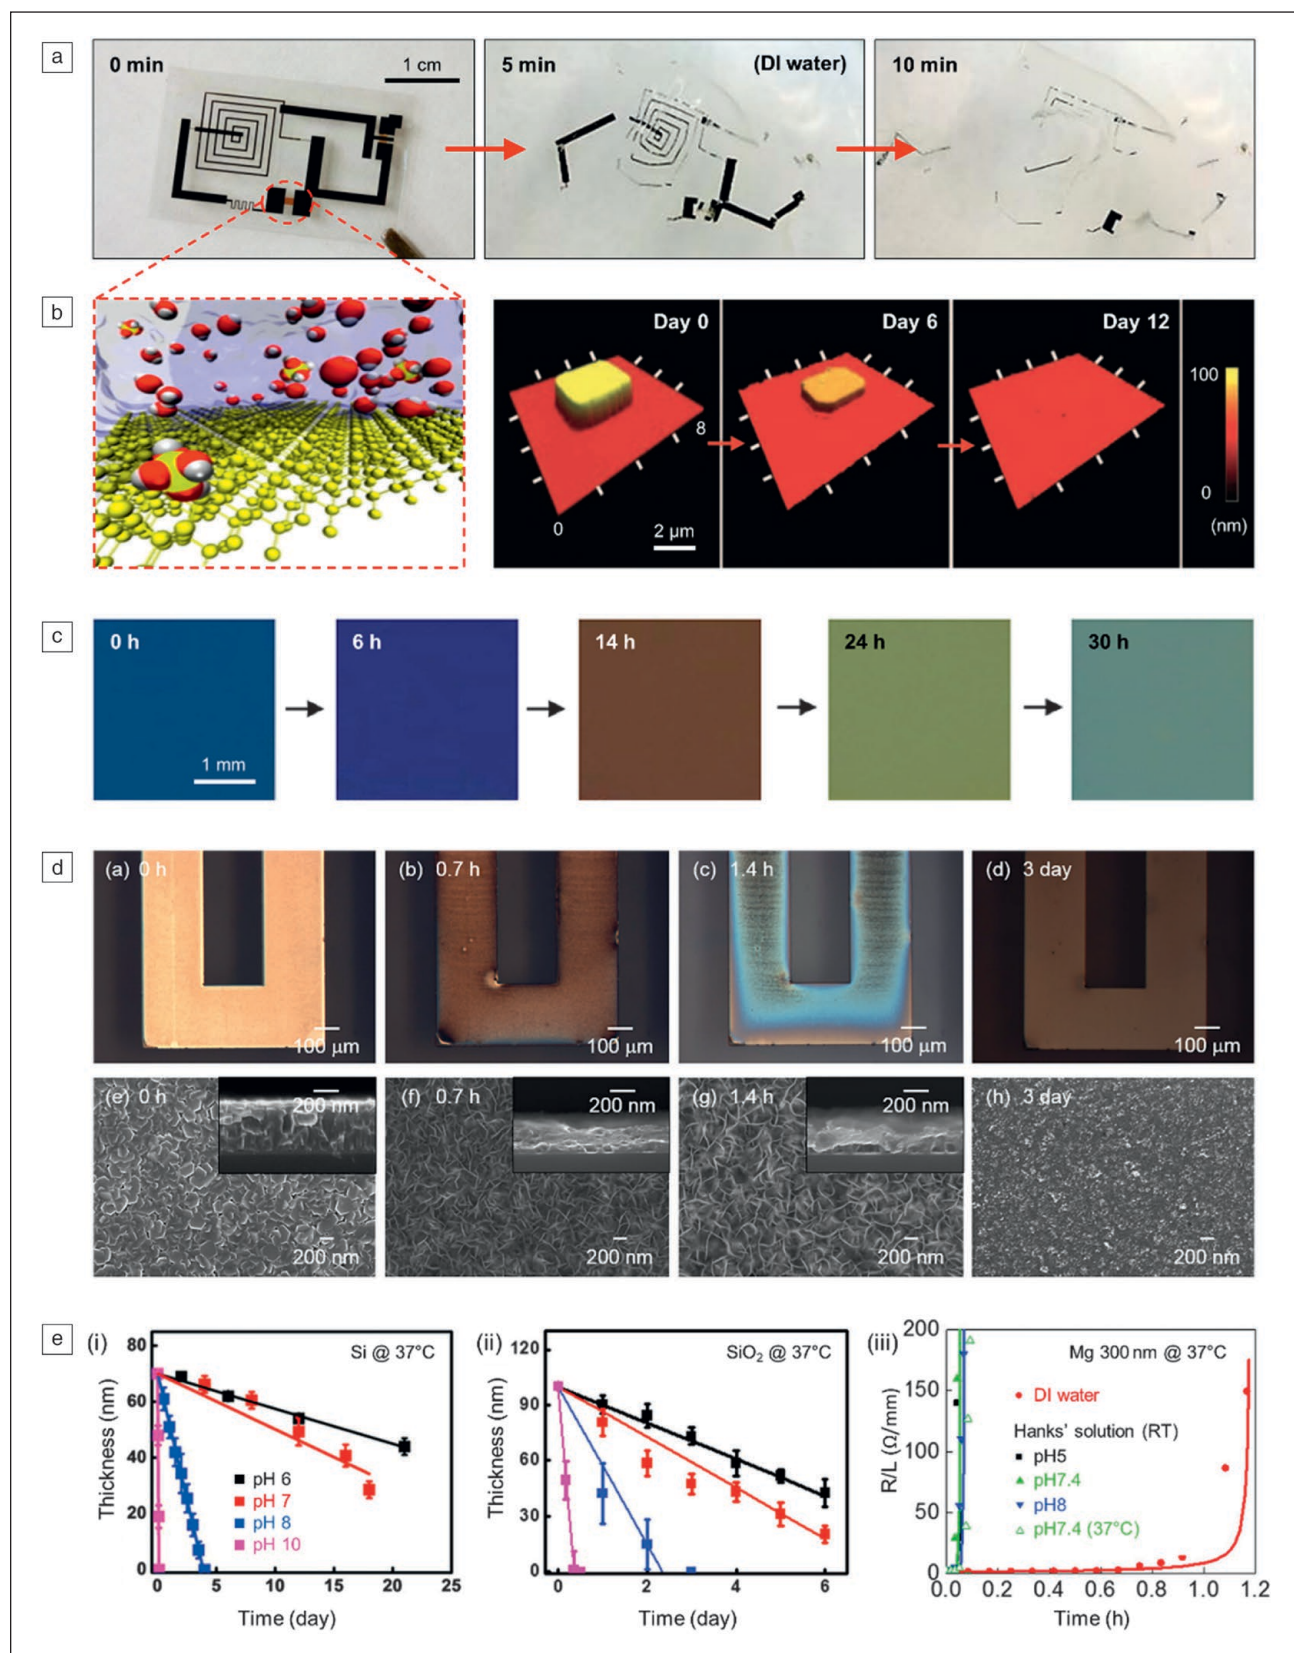 a
0 min
1 cm
5 min
(DI water)
10 min
b
Day 0
8
0
2 μm
Day 6
Day 12
100
0
(nm)
c
0 h
1 mm
6 h
14 h
24 h
30 h
d
(a) 0 h
100 μm
(b) 0.7 h
100 μm
(c) 1.4 h
100 μm
(d) 3 day
100 μm
(e) 0 h
200 nm
200 nm
(f) 0.7 h
200 nm
200 nm
(g) 1.4 h
200 nm
200 nm
(h) 3 day
200 nm
e
(i)
Si @ 37°C
Thickness (nm)
80
60
40
20
0
pH 6
pH 7
pH 8
pH 10
0 5 10 15 20 25
Time (day)
(ii)
SiO₂ @ 37°C
Thickness (nm)
120
90
60
30
0
0 2 4 6
Time (day)
(iii)
Mg 300 nm @ 37°C
R/L (Ω/mm)
200
150
100
50
0
DI water
Hanks' solution (RT)
pH5
pH7.4
pH8
pH7.4 (37°C)
0.0 0.2 0.4 0.6 0.8 1.0 1.2
Time (h)